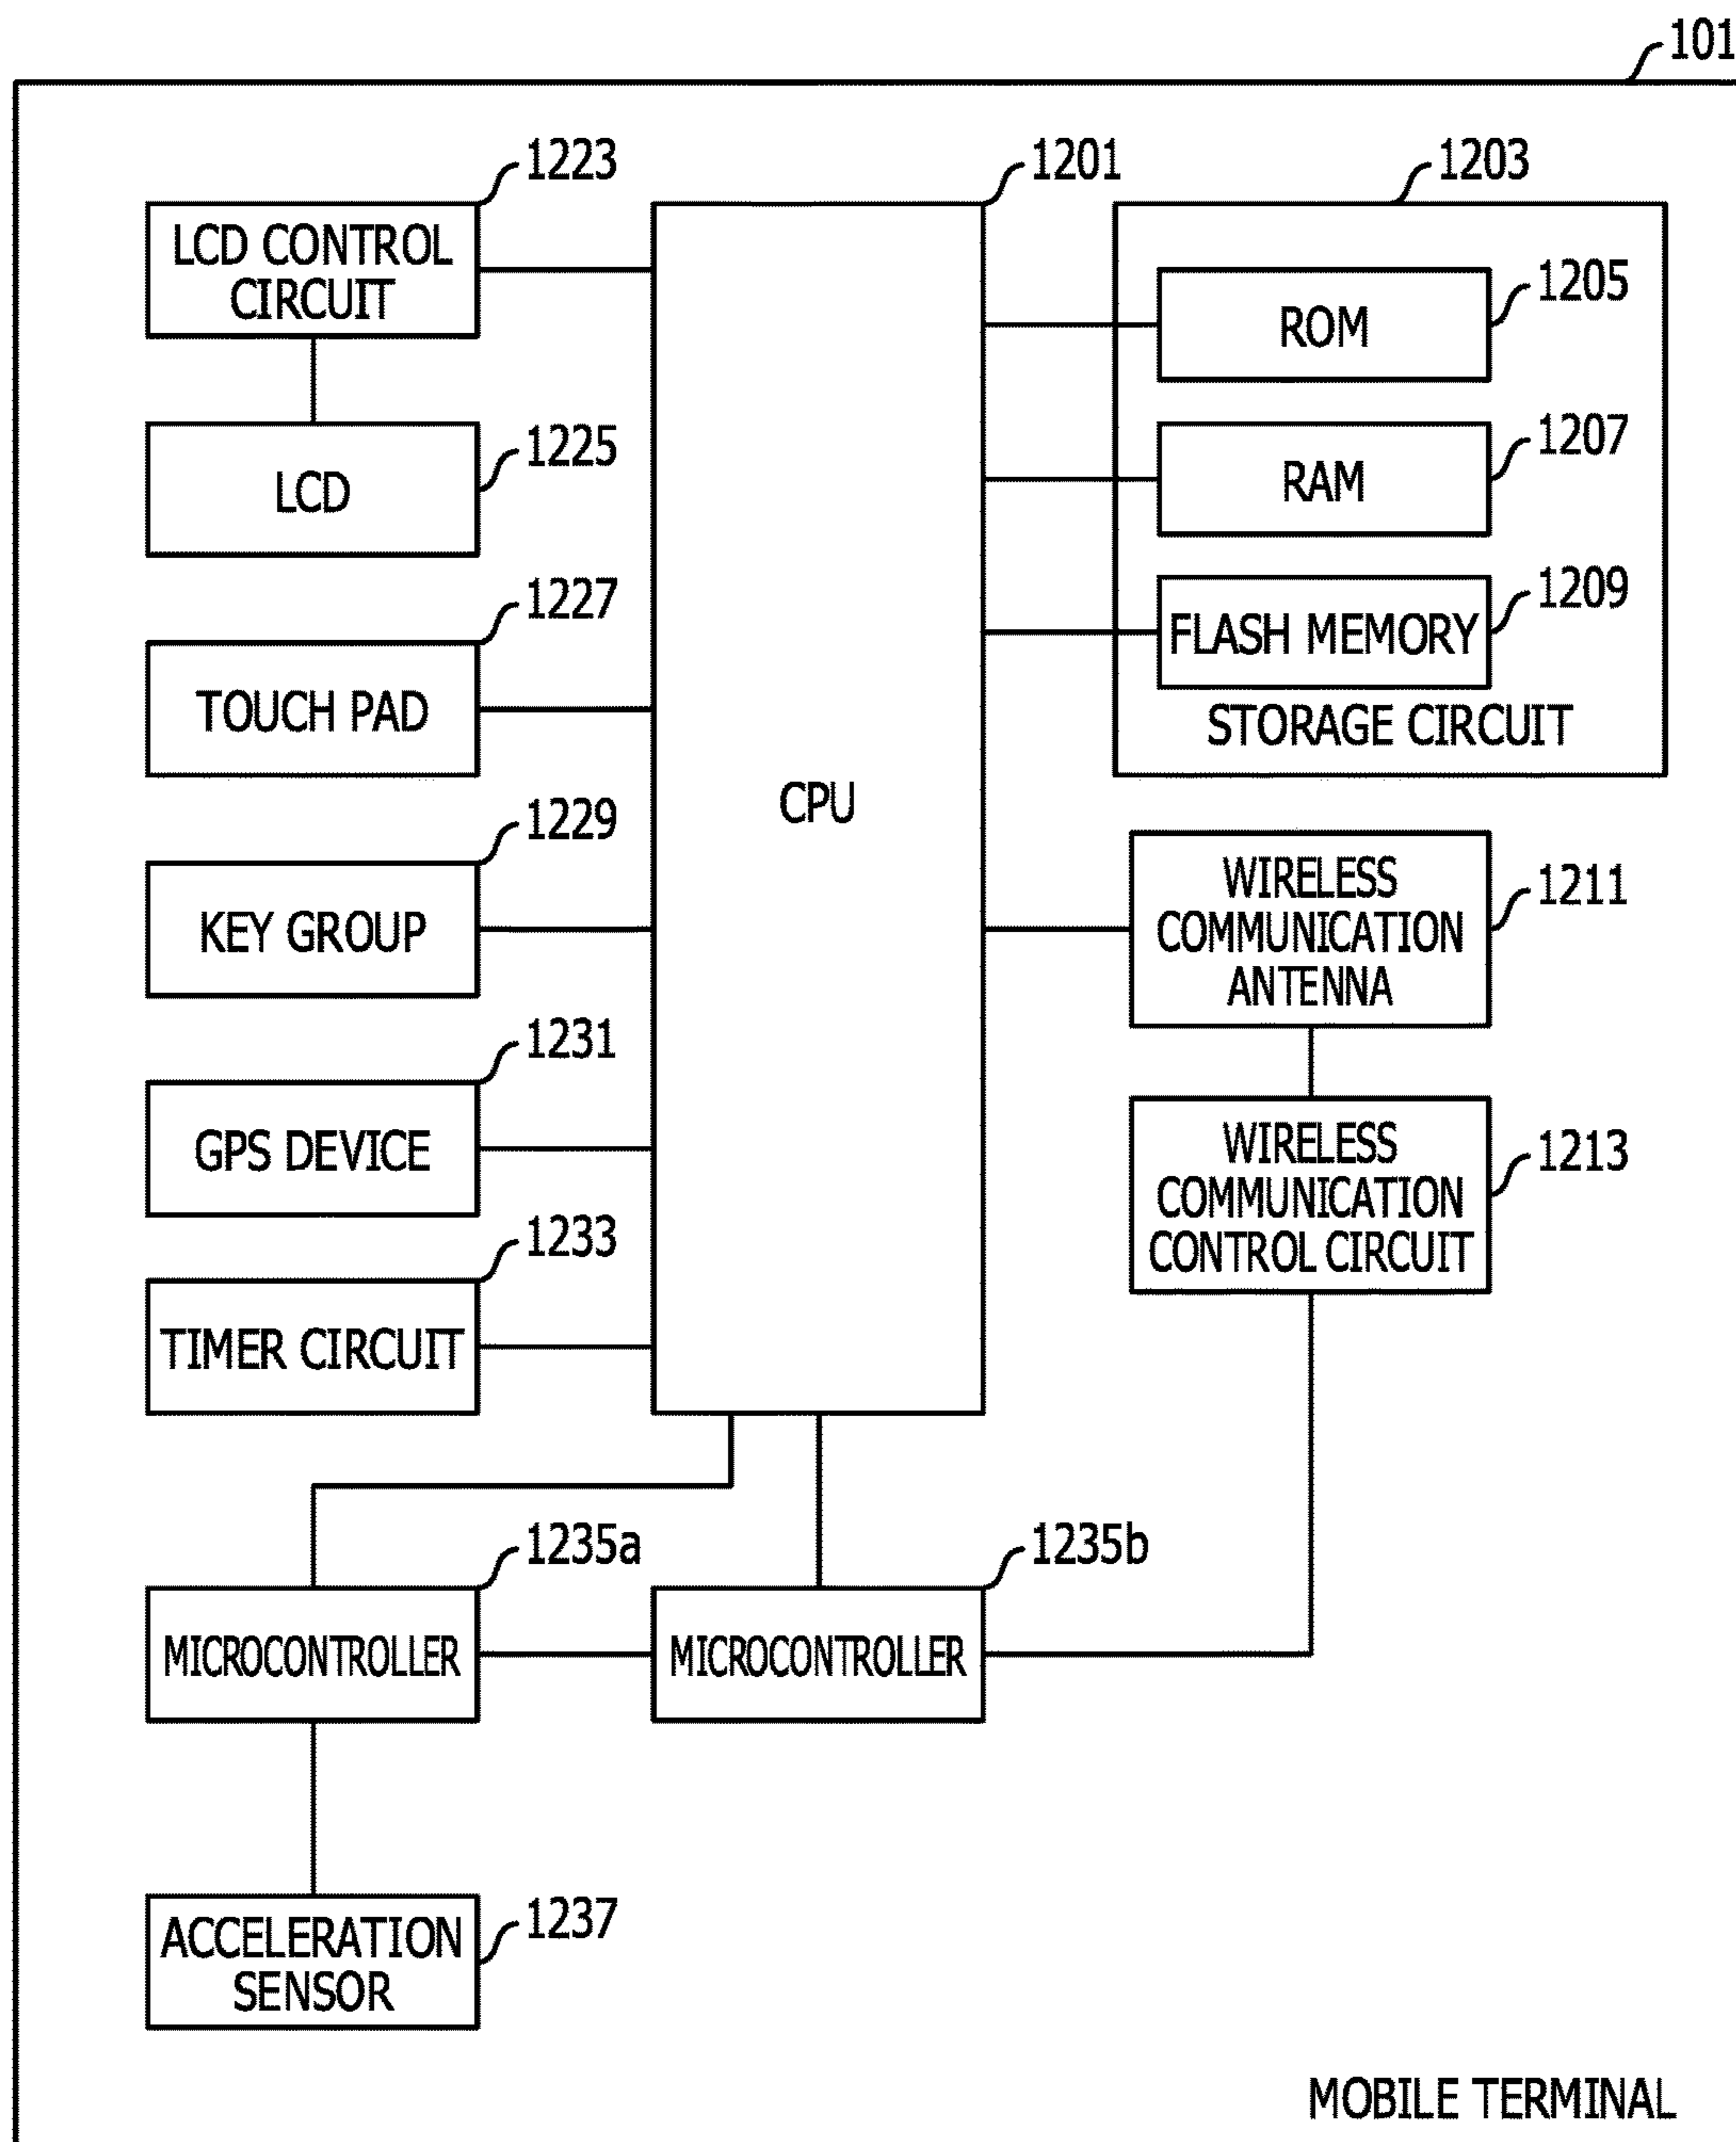 101
1223
1201
1203
LCD CONTROL
CIRCUIT
1205
ROM
1225
LCD
1207
RAM
1227
TOUCH PAD
1209
FLASH MEMORY
STORAGE CIRCUIT
CPU
1229
KEY GROUP
1211
WIRELESS
COMMUNICATION
ANTENNA
1231
GPS DEVICE
1213
WIRELESS
COMMUNICATION
CONTROL CIRCUIT
1233
TIMER CIRCUIT
1235a
MICROCONTROLLER
1235b
MICROCONTROLLER
1237
ACCELERATION
SENSOR
MOBILE TERMINAL